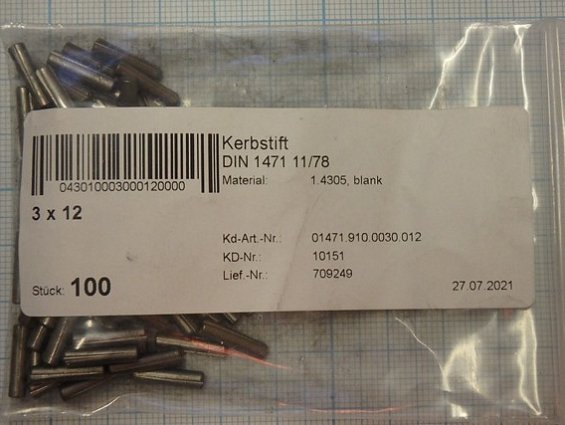 Kerbstift
DIN 1471 11/78
Material: 1.4305, blank
043010003000120000
3 x 12
Kd-Art.-Nr.: 01471.910.0030.012
KD-Nr.: 10151
Lief.-Nr.: 709249
Stück: 100
27.07.2021